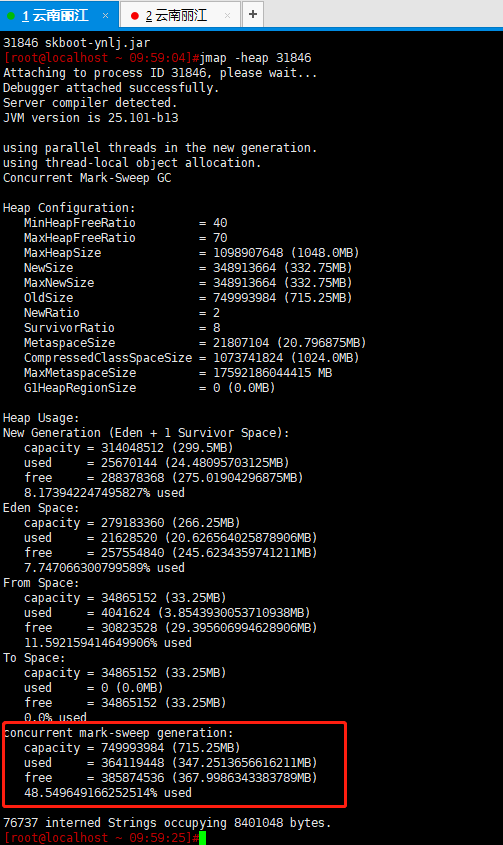 1 云南丽江 ×
2 云南丽江 ×
+
31846 skboot-ynlj.jar
[root@localhost ~ 09:59:04]#jmap -heap 31846
Attaching to process ID 31846, please wait...
Debugger attached successfully.
Server compiler detected.
JVM version is 25.101-b13
using parallel threads in the new generation.
using thread-local object allocation.
Concurrent Mark-Sweep GC
Heap Configuration:
MinHeapFreeRatio = 40
MaxHeapFreeRatio = 70
MaxHeapSize = 1098907648 (1048.0MB)
NewSize = 348913664 (332.75MB)
MaxNewSize = 348913664 (332.75MB)
OldSize = 749993984 (715.25MB)
NewRatio = 2
SurvivorRatio = 8
MetaspaceSize = 21807104 (20.796875MB)
CompressedClassSpaceSize = 1073741824 (1024.0MB)
MaxMetaspaceSize = 17592186044415 MB
G1HeapRegionSize = 0 (0.0MB)
Heap Usage:
New Generation (Eden + 1 Survivor Space):
capacity = 314048512 (299.5MB)
used = 25670144 (24.48095703125MB)
free = 288378368 (275.01904296875MB)
8.173942247495827% used
Eden Space:
capacity = 279183360 (266.25MB)
used = 21628520 (20.626564025878906MB)
free = 257554840 (245.6234359741211MB)
7.747066300799589% used
From Space:
capacity = 34865152 (33.25MB)
used = 4041624 (3.8543930053710938MB)
free = 30823528 (29.395606994628906MB)
11.592159414649906% used
To Space:
capacity = 34865152 (33.25MB)
used = 0 (0.0MB)
free = 34865152 (33.25MB)
0.0% used
concurrent mark-sweep generation:
capacity = 749993984 (715.25MB)
used = 364119448 (347.2513656616211MB)
free = 385874536 (367.9986343383789MB)
48.549649166252514% used
76737 interned Strings occupying 8401048 bytes.
[root@localhost ~ 09:59:25]#